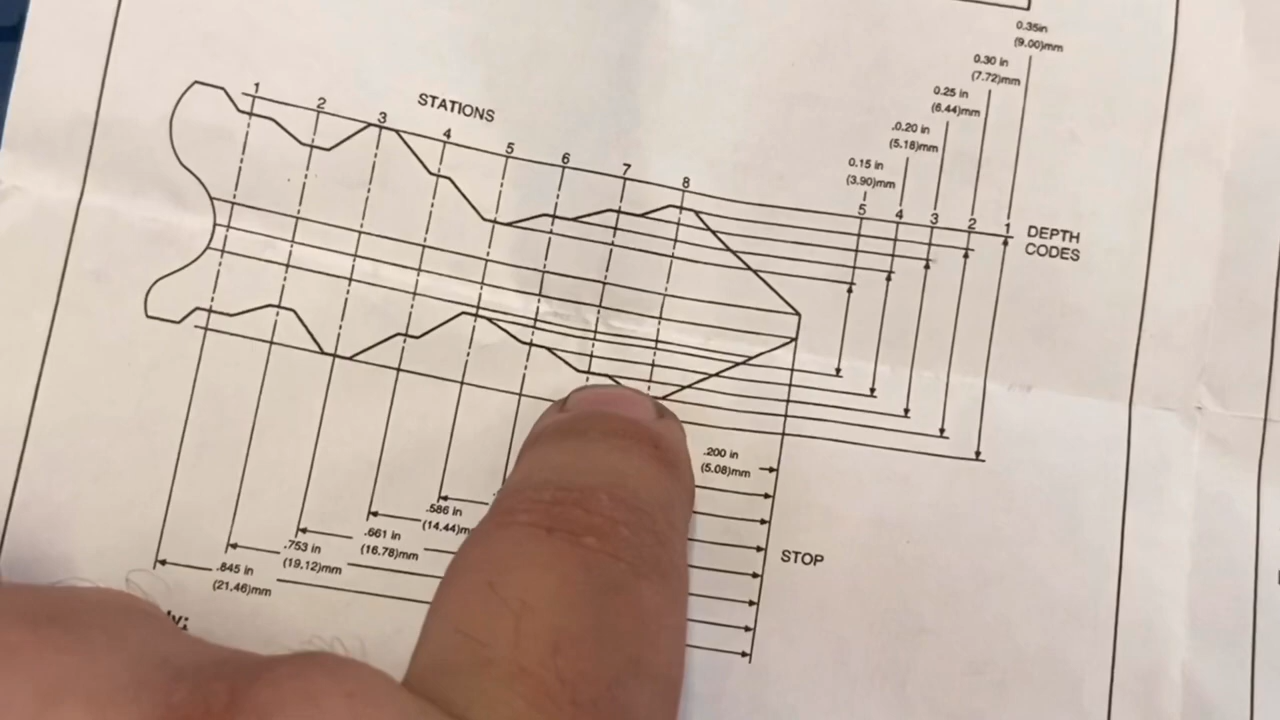 0.35in
(9.00)mm
0.30 in
(7.72)mm
0.25 in
(6.44)mm
.0.20 in
(5.18)mm
0.15 in
(3.90)mm
STATIONS
1 2 3 4 5 6 7 8
5 4 3 2 1
DEPTH
CODES
.200 in
(5.08)mm
.586 in
(14.44)m
.661 in
(16.78)mm
.753 in
(19.12)mm
.845 in
(21.46)mm
STOP